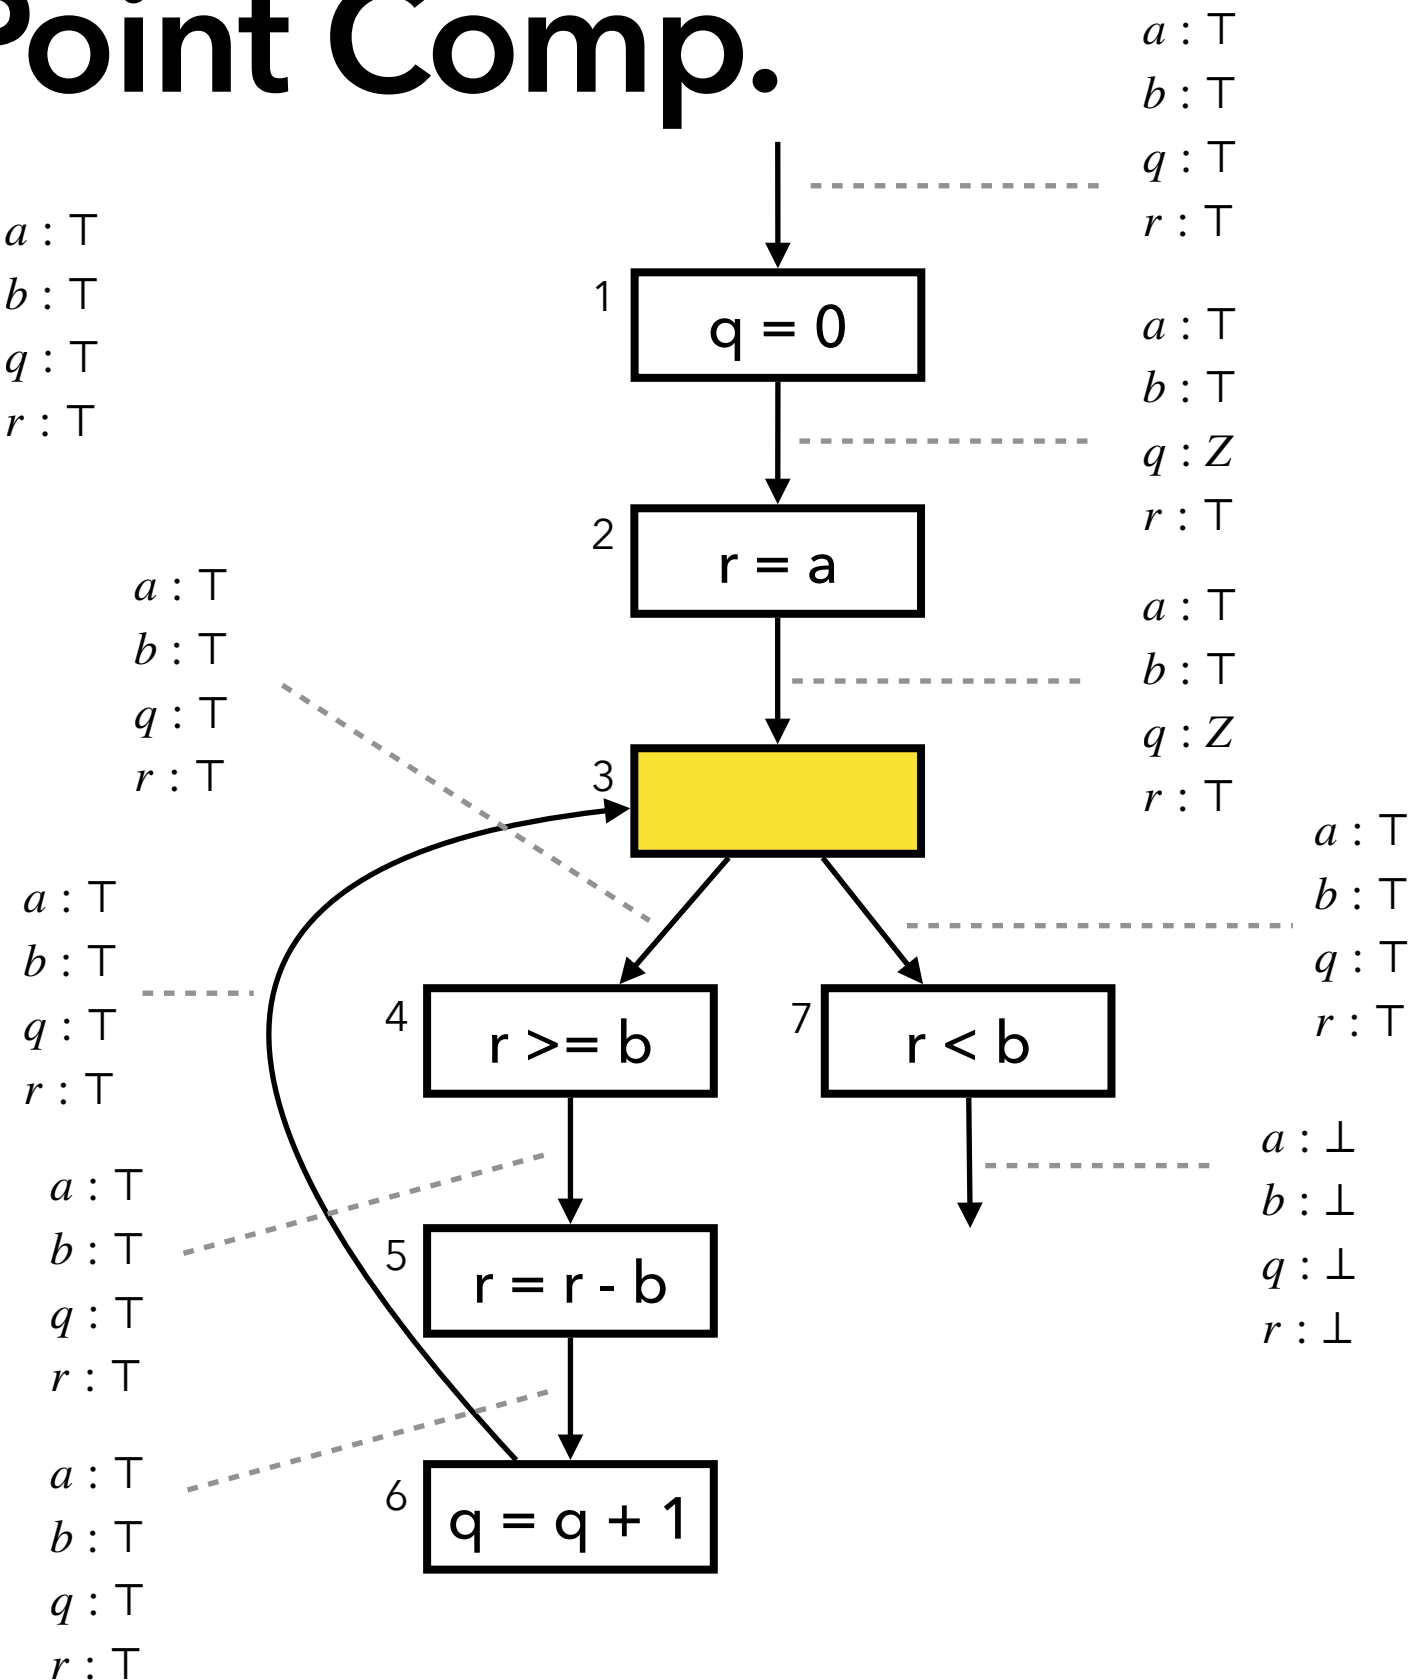 Point Comp.
a : ⊤
b : ⊤
q : ⊤
r : ⊤
a : ⊤
b : ⊤
q : ⊤
r : ⊤
1
q = 0
a : ⊤
b : ⊤
q : Z
r : ⊤
2
r = a
a : ⊤
b : ⊤
q : ⊤
r : ⊤
a : ⊤
b : ⊤
q : Z
r : ⊤
3
a : ⊤
b : ⊤
q : ⊤
r : ⊤
a : ⊤
b : ⊤
q : ⊤
r : ⊤
4
r >= b
7
r < b
a : ⊥
b : ⊥
q : ⊥
r : ⊥
a : ⊤
b : ⊤
q : ⊤
r : ⊤
5
r = r - b
a : ⊤
b : ⊤
q : ⊤
r : ⊤
6
q = q + 1